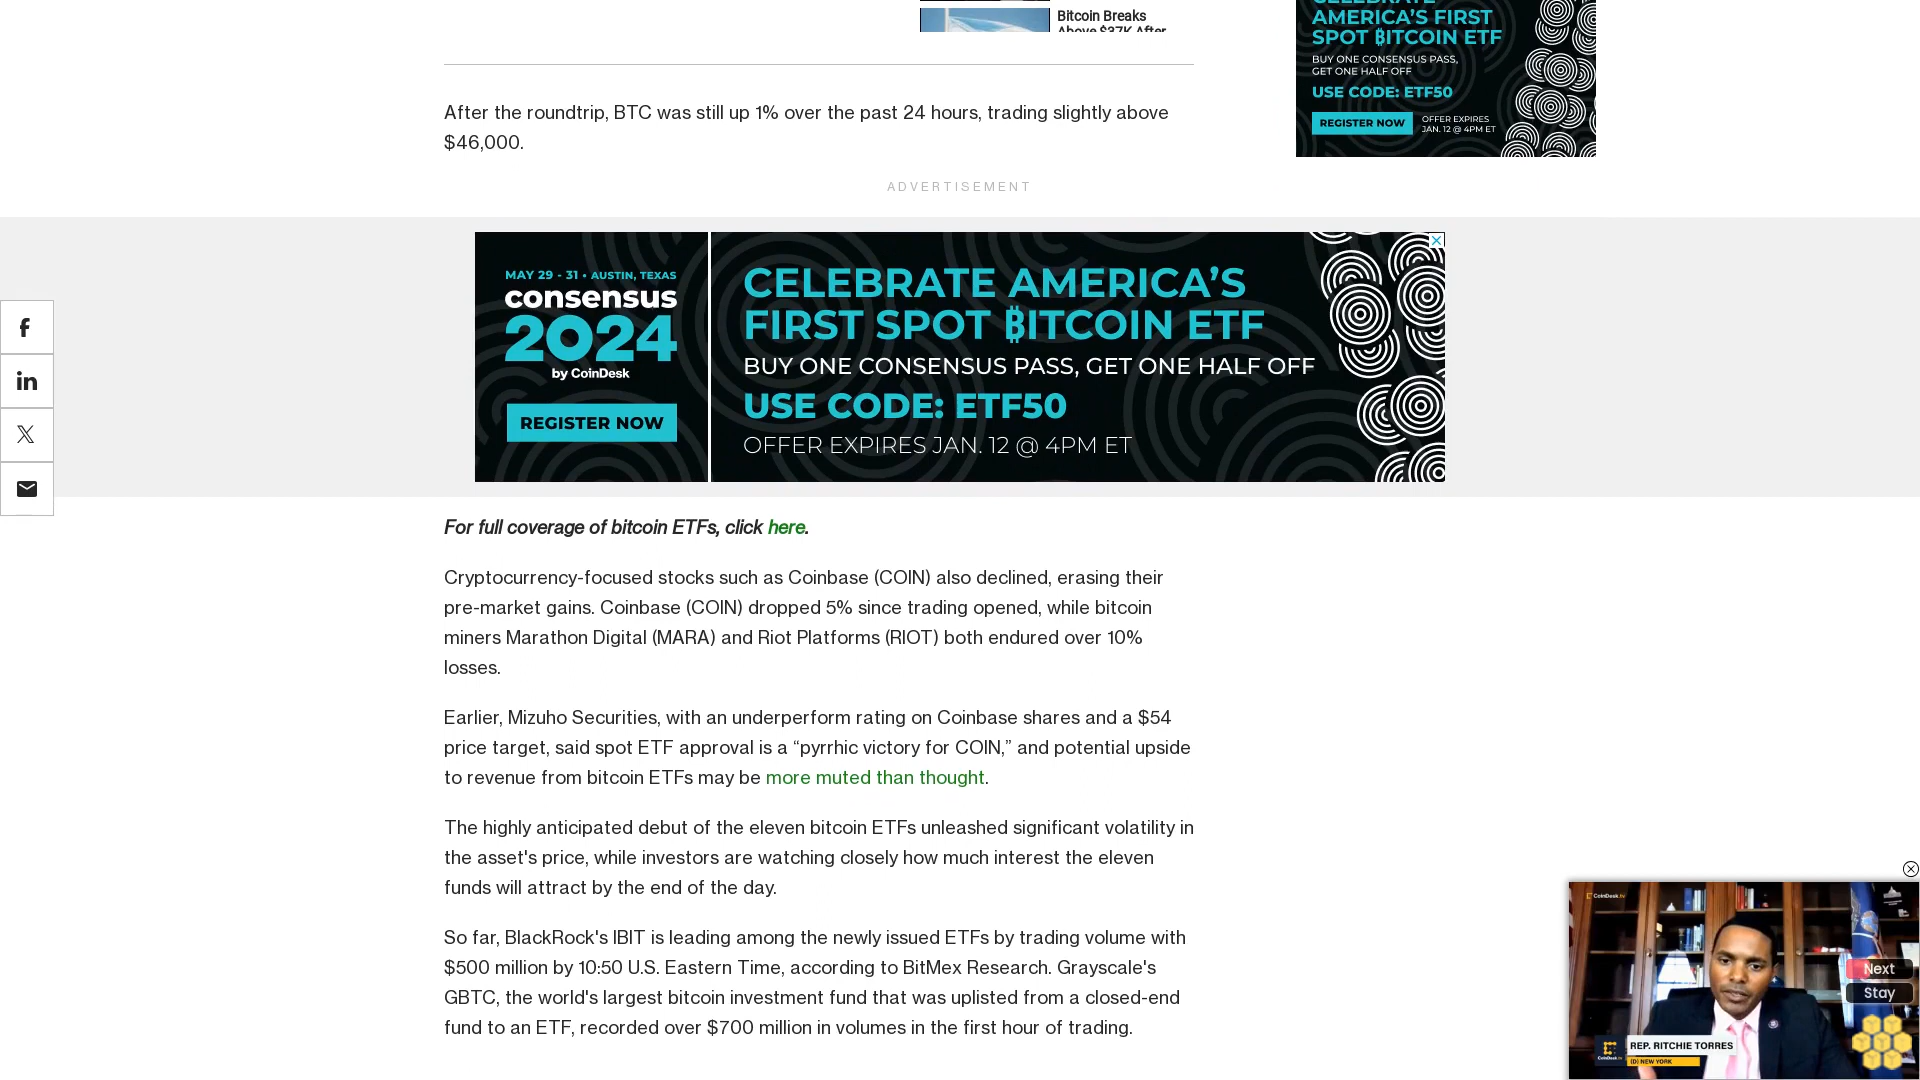 Bitcoin Breaks
Above $37K After
CELEBRATE
AMERICA'S FIRST
SPOT ₿ITCOIN ETF
BUY ONE CONSENSUS PASS,
GET ONE HALF OFF
USE CODE: ETF50
REGISTER NOW
OFFER EXPIRES
JAN. 12 @ 4PM ET
After the roundtrip, BTC was still up 1% over the past 24 hours, trading slightly above
$46,000.
ADVERTISEMENT
MAY 29 - 31 • AUSTIN, TEXAS
consensus
2024
by CoinDesk
REGISTER NOW
CELEBRATE AMERICA'S
FIRST SPOT ₿ITCOIN ETF
BUY ONE CONSENSUS PASS, GET ONE HALF OFF
USE CODE: ETF50
OFFER EXPIRES JAN. 12 @ 4PM ET
f
in
X
For full coverage of bitcoin ETFs, click here.
Cryptocurrency-focused stocks such as Coinbase (COIN) also declined, erasing their
pre-market gains. Coinbase (COIN) dropped 5% since trading opened, while bitcoin
miners Marathon Digital (MARA) and Riot Platforms (RIOT) both endured over 10%
losses.
Earlier, Mizuho Securities, with an underperform rating on Coinbase shares and a $54
price target, said spot ETF approval is a “pyrrhic victory for COIN,” and potential upside
to revenue from bitcoin ETFs may be more muted than thought.
The highly anticipated debut of the eleven bitcoin ETFs unleashed significant volatility in
the asset's price, while investors are watching closely how much interest the eleven
funds will attract by the end of the day.
So far, BlackRock's IBIT is leading among the newly issued ETFs by trading volume with
$500 million by 10:50 U.S. Eastern Time, according to BitMex Research. Grayscale's
GBTC, the world's largest bitcoin investment fund that was uplisted from a closed-end
fund to an ETF, recorded over $700 million in volumes in the first hour of trading.
CoinDesk.tv
Next
Stay
REP. RITCHIE TORRES
(D) NEW YORK
CoinDesk.tv